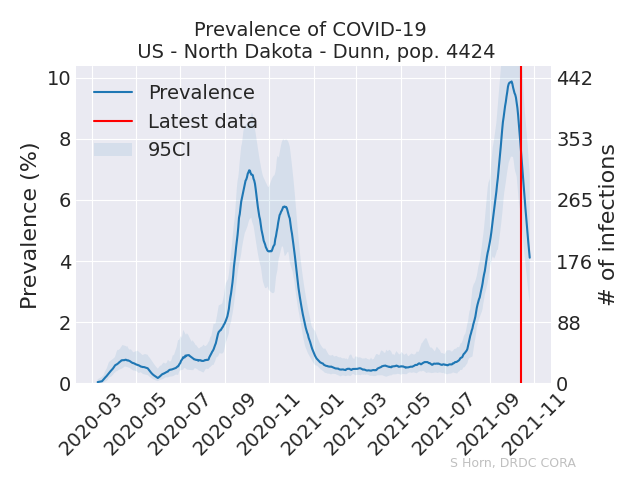 Prevalence of COVID-19
US - North Dakota - Dunn, pop. 4424
Prevalence (%)
10
8
6
4
2
0
Prevalence
Latest data
95CI
442
353
265
176
88
0
# of infections
2020-03
2020-05
2020-07
2020-09
2020-11
2021-01
2021-03
2021-05
2021-07
2021-09
2021-11
S Horn, DRDC CORA